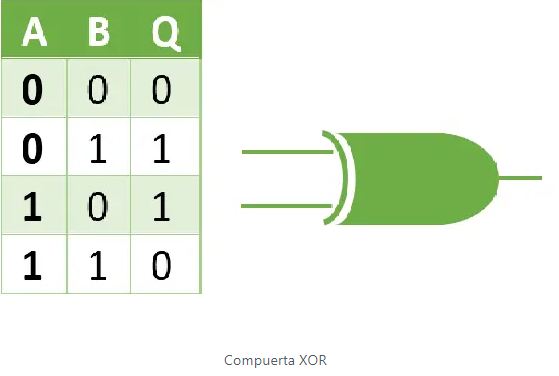 A B Q
0 0 0
0 1 1
1 0 1
1 1 0
Compuerta XOR